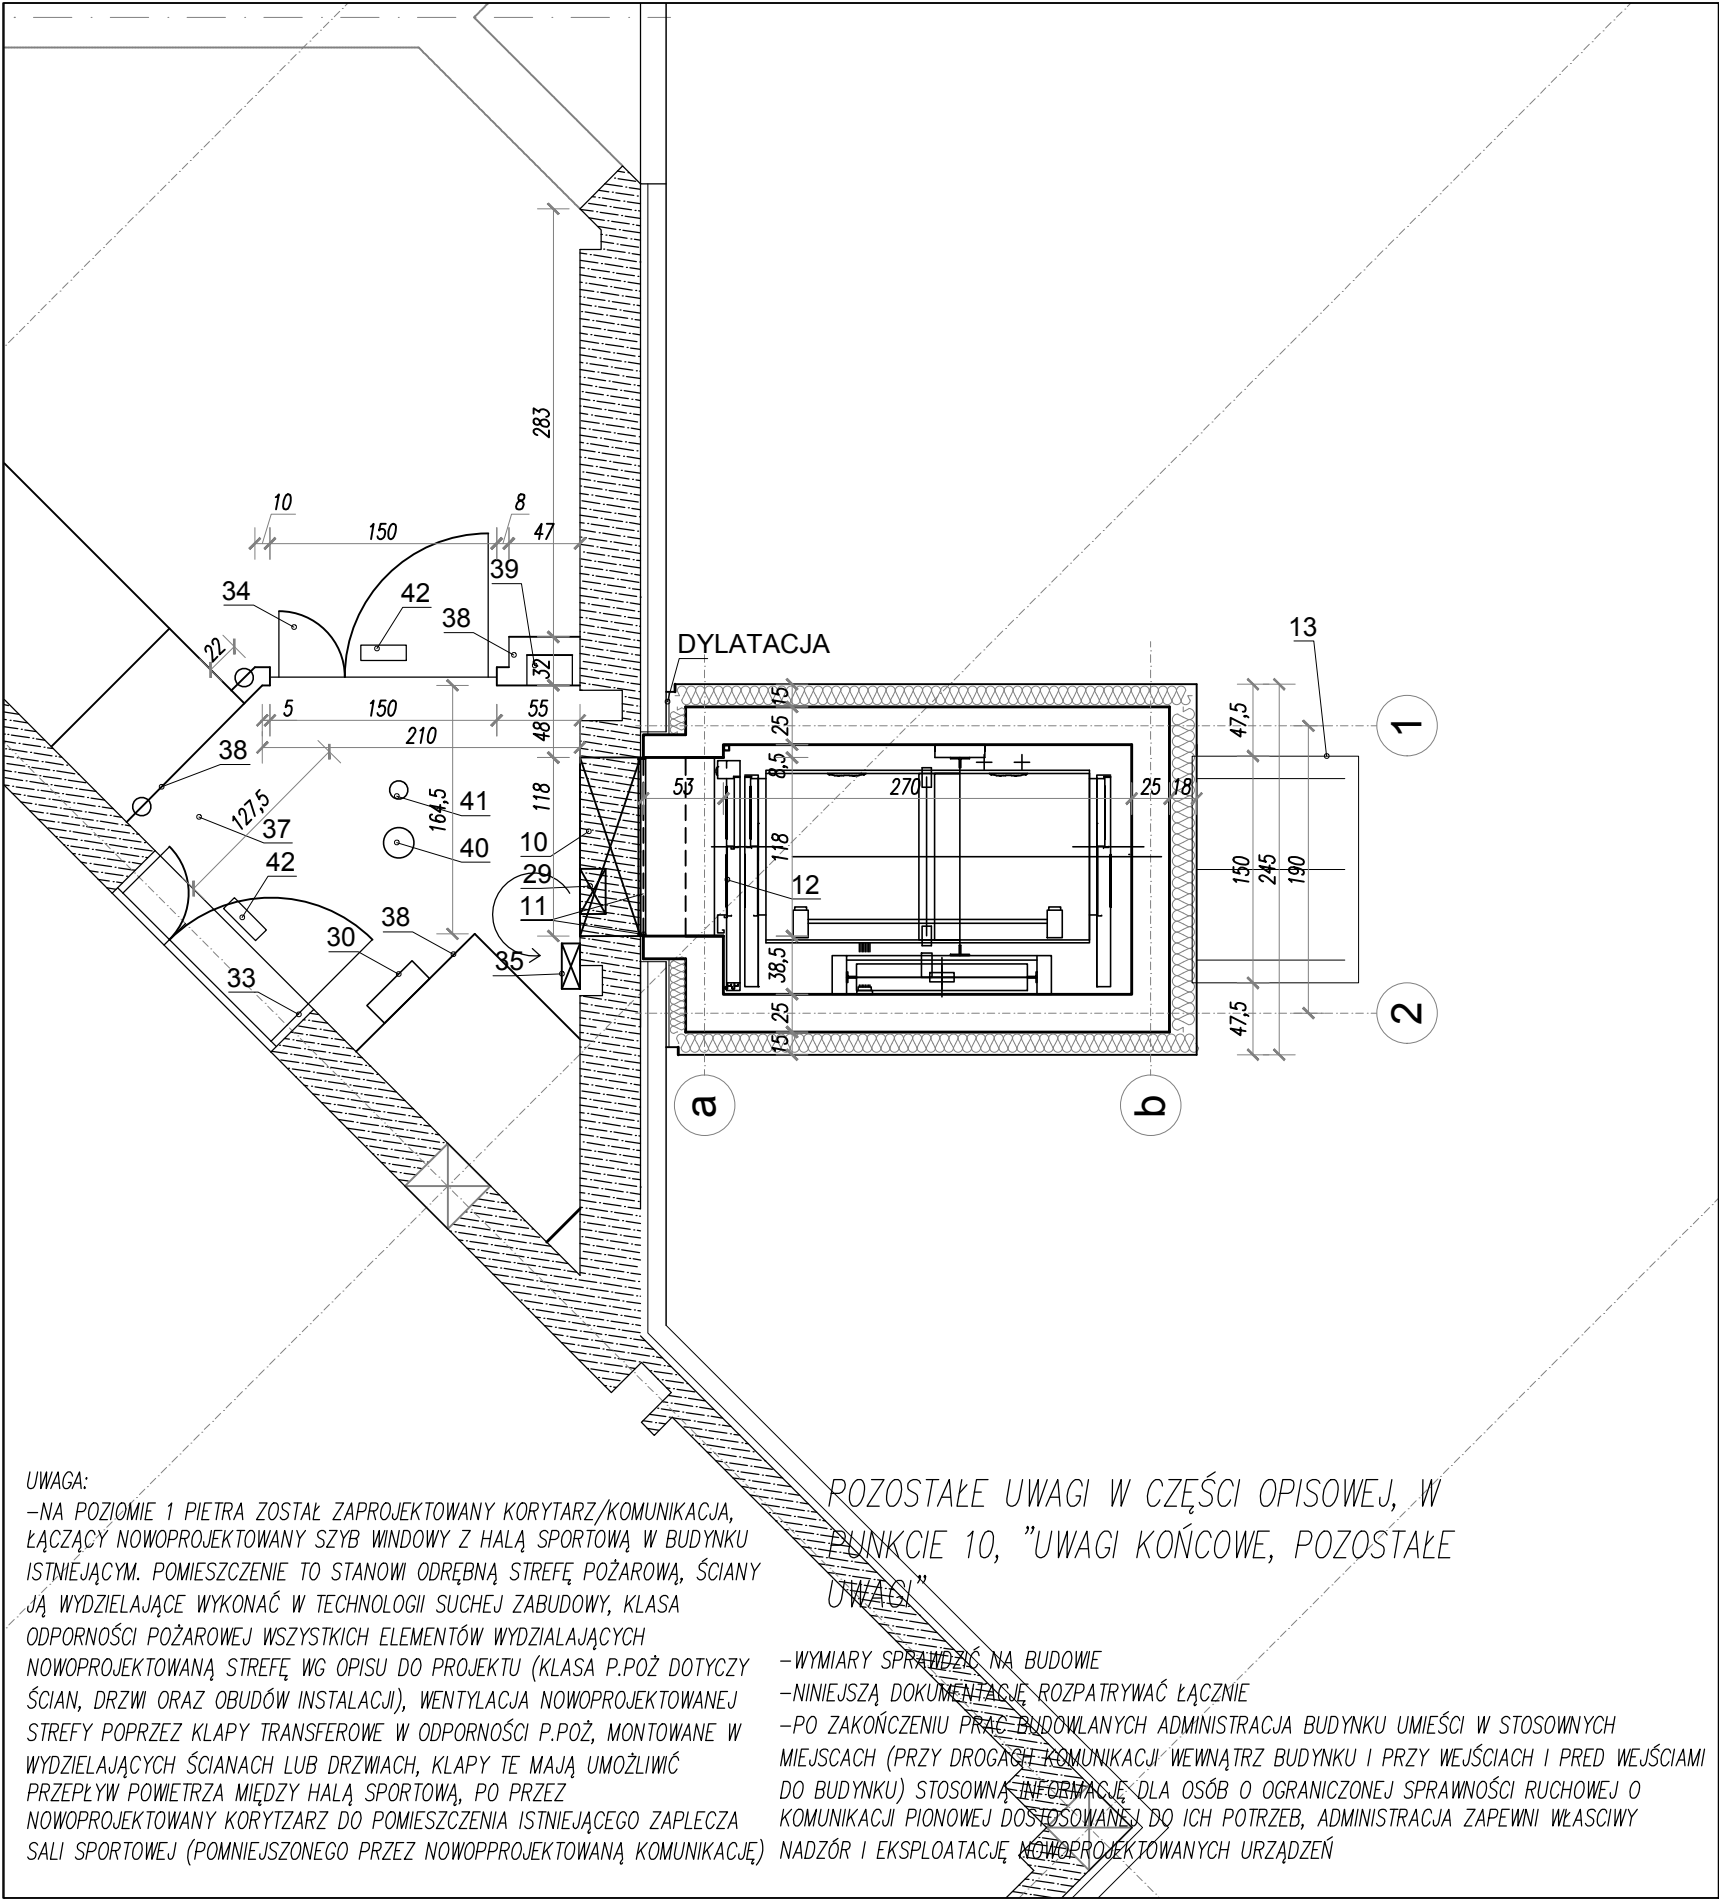 283
10
150
8
47
39
34
42
38
22
32
DYLATACJA
13
15
5
150
55
48
25
47,5
1
210
38
8,5
127,5
164,5
41
118
53
270
25
18
37
40
10
118
150
245
190
42
29
12
11
30
38
35
38,5
33
25
47,5
2
15
a
b
UWAGA:
-NA POZIOMIE 1 PIETRA ZOSTAŁ ZAPROJEKTOWANY KORYTARZ/KOMUNIKACJA,
ŁĄCZĄCY NOWOPROJEKTOWANY SZYB WINDOWY Z HALĄ SPORTOWĄ W BUDYNKU
ISTNIEJĄCYM. POMIESZCZENIE TO STANOWI ODRĘBNĄ STREFĘ POŻAROWĄ, ŚCIANY
JĄ WYDZIELAJĄCE WYKONAĆ W TECHNOLOGII SUCHEJ ZABUDOWY, KLASA
ODPORNOŚCI POŻAROWEJ WSZYSTKICH ELEMENTÓW WYDZIALAJĄCYCH
NOWOPROJEKTOWANĄ STREFĘ WG OPISU DO PROJEKTU (KLASA P.POŻ DOTYCZY
ŚCIAN, DRZWI ORAZ OBUDÓW INSTALACJI), WENTYLACJA NOWOPROJEKTOWANEJ
STREFY POPRZEZ KLAPY TRANSFEROWE W ODPORNOŚCI P.POŻ, MONTOWANE W
WYDZIELAJĄCYCH ŚCIANACH LUB DRZWIACH, KLAPY TE MAJĄ UMOŻLIWIĆ
PRZEPŁYW POWIETRZA MIĘDZY HALĄ SPORTOWĄ, PO PRZEZ
NOWOPROJEKTOWANY KORYTZARZ DO POMIESZCZENIA ISTNIEJĄCEGO ZAPLECZA
SALI SPORTOWEJ (POMNIEJSZONEGO PRZEZ NOWOPPROJEKTOWANĄ KOMUNIKACJĘ)
POZOSTAŁE UWAGI W CZĘŚCI OPISOWEJ, W
PUNKCIE 10, "UWAGI KOŃCOWE, POZOSTAŁE
UWAGI"
-WYMIARY SPRAWDZIĆ NA BUDOWIE
-NINIEJSZĄ DOKUMENTACJĘ ROZPATRYWAĆ ŁĄCZNIE
-PO ZAKOŃCZENIU PRAC BUDOWLANYCH ADMINISTRACJA BUDYNKU UMIEŚCI W STOSOWNYCH
MIEJSCACH (PRZY DROGACH KOMUNIKACJI WEWNĄTRZ BUDYNKU I PRZY WEJŚCIACH I PRED WEJŚCIAMI
DO BUDYNKU) STOSOWNĄ INFORMACJĘ DLA OSÓB O OGRANICZONEJ SPRAWNOŚCI RUCHOWEJ O
KOMUNIKACJI PIONOWEJ DOSTOSOWANEJ DO ICH POTRZEB, ADMINISTRACJA ZAPEWNI WŁASCIWY
NADZÓR I EKSPLOATACJĘ NOWOPROJEKTOWANYCH URZĄDZEŃ